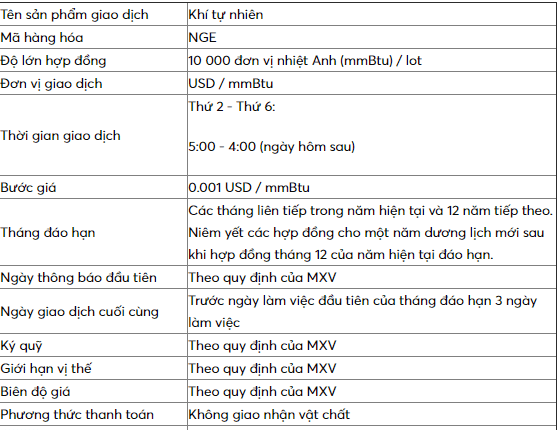 Tên sản phẩm giao dịch Khí tự nhiên
Mã hàng hóa NGE
Độ lớn hợp đồng 10 000 đơn vị nhiệt Anh (mmBtu) / lot
Đơn vị giao dịch USD / mmBtu
Thời gian giao dịch Thứ 2 - Thứ 6:
5:00 - 4:00 (ngày hôm sau)
Bước giá 0.001 USD / mmBtu
Tháng đáo hạn Các tháng liên tiếp trong năm hiện tại và 12 năm tiếp theo.
Niêm yết các hợp đồng cho một năm dương lịch mới sau
khi hợp đồng tháng 12 của năm hiện tại đáo hạn.
Ngày thông báo đầu tiên Theo quy định của MXV
Ngày giao dịch cuối cùng Trước ngày làm việc đầu tiên của tháng đáo hạn 3 ngày
làm việc
Ký quỹ Theo quy định của MXV
Giới hạn vị thế Theo quy định của MXV
Biên độ giá Theo quy định của MXV
Phương thức thanh toán Không giao nhận vật chất